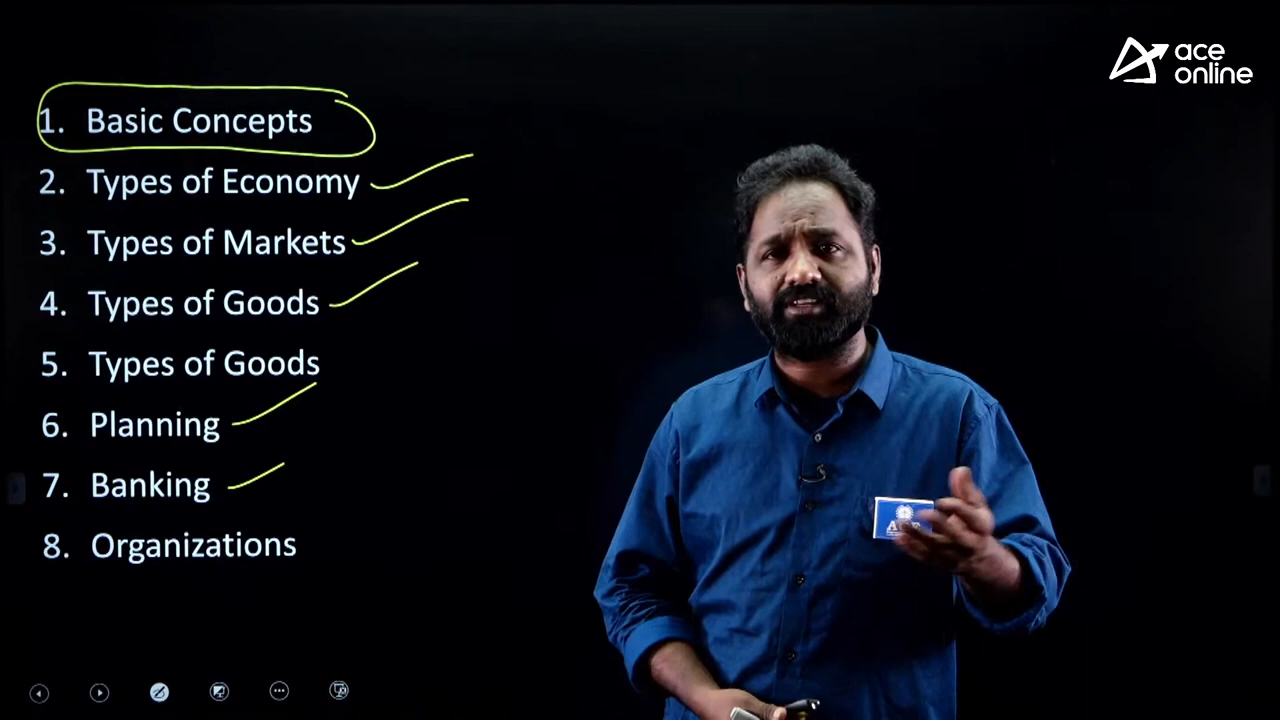 ace
online
1. Basic Concepts
2. Types of Economy
3. Types of Markets
4. Types of Goods
5. Types of Goods
6. Planning
7. Banking
8. Organizations